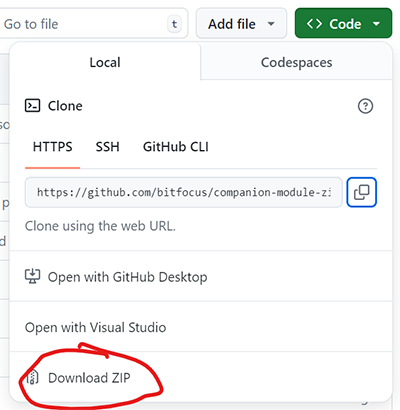 Go to file t Add file Code
Local Codespaces
Clone
HTTPS SSH GitHub CLI
https://github.com/bitfocus/companion-module-zi
Clone using the web URL.
Open with GitHub Desktop
Open with Visual Studio
Download ZIP